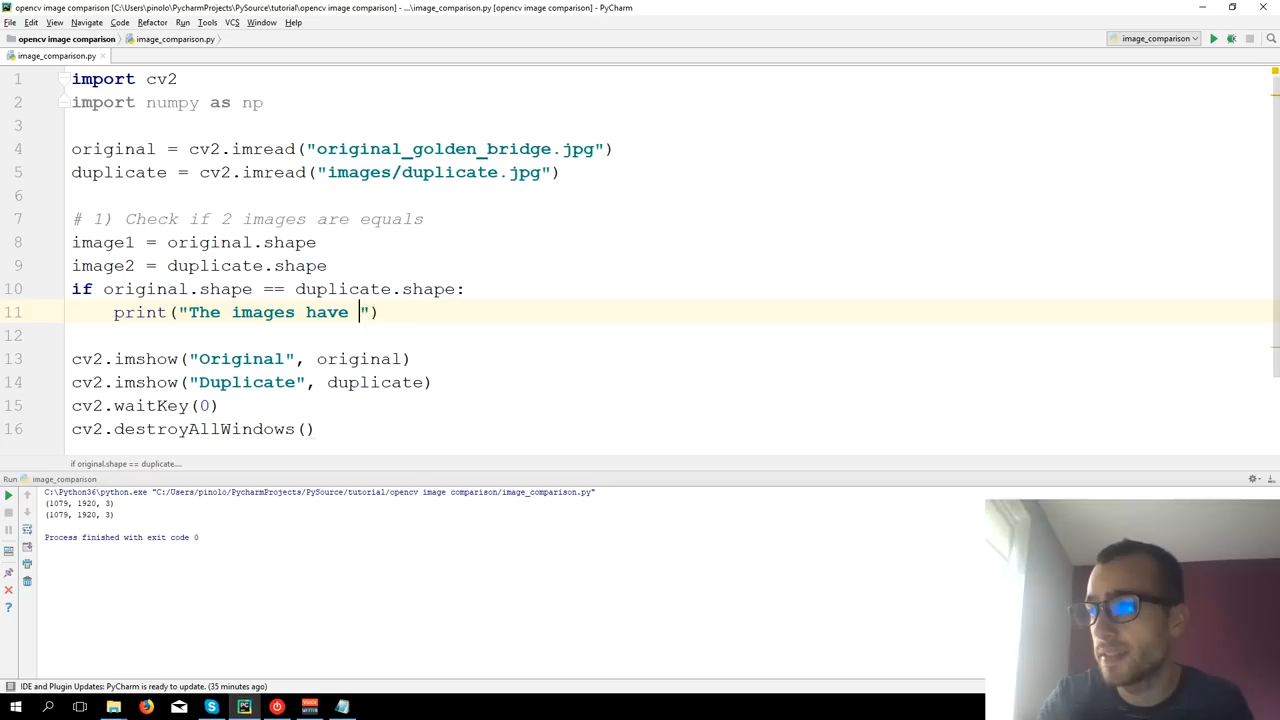 opencv image comparison [C:\Users\pinolo\PycharmProjects\PySource\tutorial\opencv image comparison] - ...\image_comparison.py [opencv image comparison] - PyCharm
File Edit View Navigate Code Refactor Run Tools VCS Window Help
opencv image comparison image_comparison.py image_comparison
image_comparison.py
1 import cv2
2 import numpy as np
3
4 original = cv2.imread("original_golden_bridge.jpg")
5 duplicate = cv2.imread("images/duplicate.jpg")
6
7 # 1) Check if 2 images are equals
8 image1 = original.shape
9 image2 = duplicate.shape
10 if original.shape == duplicate.shape:
11 print("The images have ")
12
13 cv2.imshow("Original", original)
14 cv2.imshow("Duplicate", duplicate)
15 cv2.waitKey(0)
16 cv2.destroyAllWindows()
if original.shape == duplicate....
Run image_comparison
C:\Python36\python.exe "C:/Users/pinolo/PycharmProjects/PySource/tutorial/opencv image comparison/image_comparison.py"
(1079, 1920, 3)
(1079, 1920, 3)
Process finished with exit code 0
IDE and Plugin Updates: PyCharm is ready to update. (35 minutes ago)